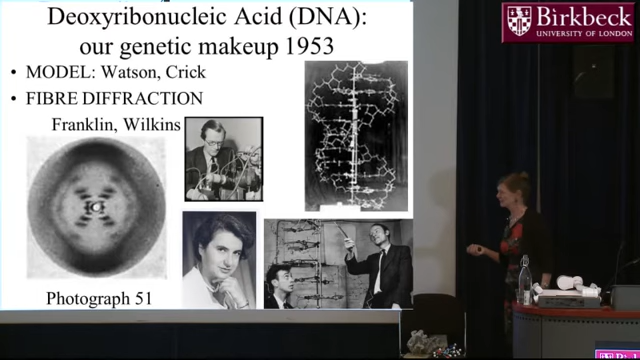 Deoxyribonucleic Acid (DNA):
our genetic makeup 1953
• MODEL: Watson, Crick
• FIBRE DIFFRACTION
Franklin, Wilkins
Photograph 51
Birkbeck
UNIVERSITY OF LONDON